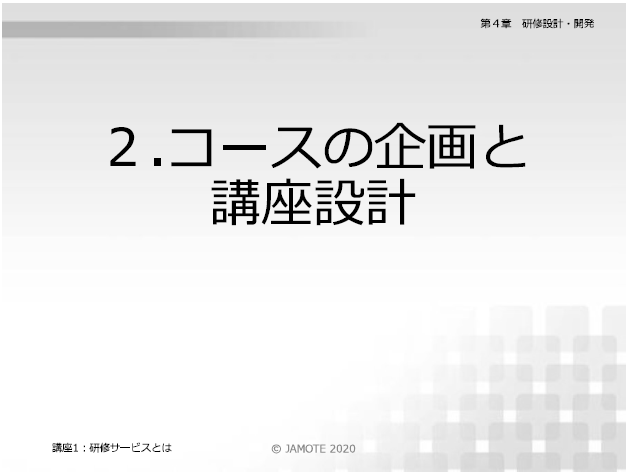 第４章　研修設計・開発
２.コースの企画と
講座設計
講座1：研修サービスとは
© JAMOTE 2020